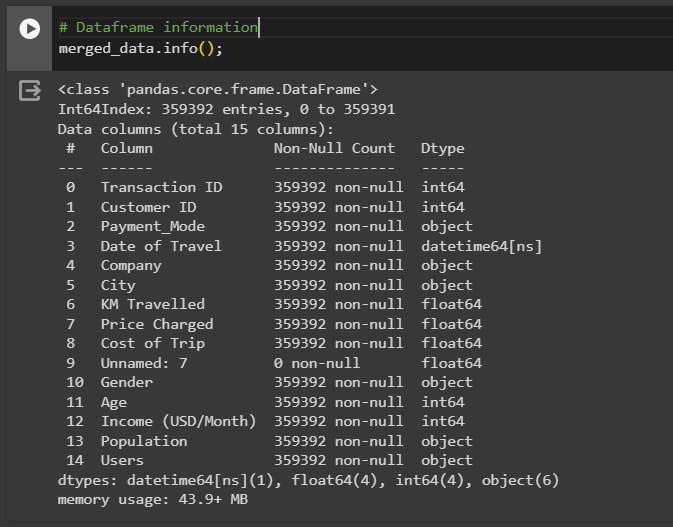 # Dataframe information
merged_data.info();
<class 'pandas.core.frame.DataFrame'>
Int64Index: 359392 entries, 0 to 359391
Data columns (total 15 columns):
 #   Column              Non-Null Count   Dtype
---  ------              --------------   -----
 0   Transaction ID      359392 non-null  int64
 1   Customer ID         359392 non-null  int64
 2   Payment_Mode        359392 non-null  object
 3   Date of Travel      359392 non-null  datetime64[ns]
 4   Company             359392 non-null  object
 5   City                359392 non-null  object
 6   KM Travelled        359392 non-null  float64
 7   Price Charged       359392 non-null  float64
 8   Cost of Trip        359392 non-null  float64
 9   Unnamed: 7          0 non-null       float64
 10  Gender              359392 non-null  object
 11  Age                 359392 non-null  int64
 12  Income (USD/Month)  359392 non-null  int64
 13  Population          359392 non-null  object
 14  Users               359392 non-null  object
dtypes: datetime64[ns](1), float64(4), int64(4), object(6)
memory usage: 43.9+ MB